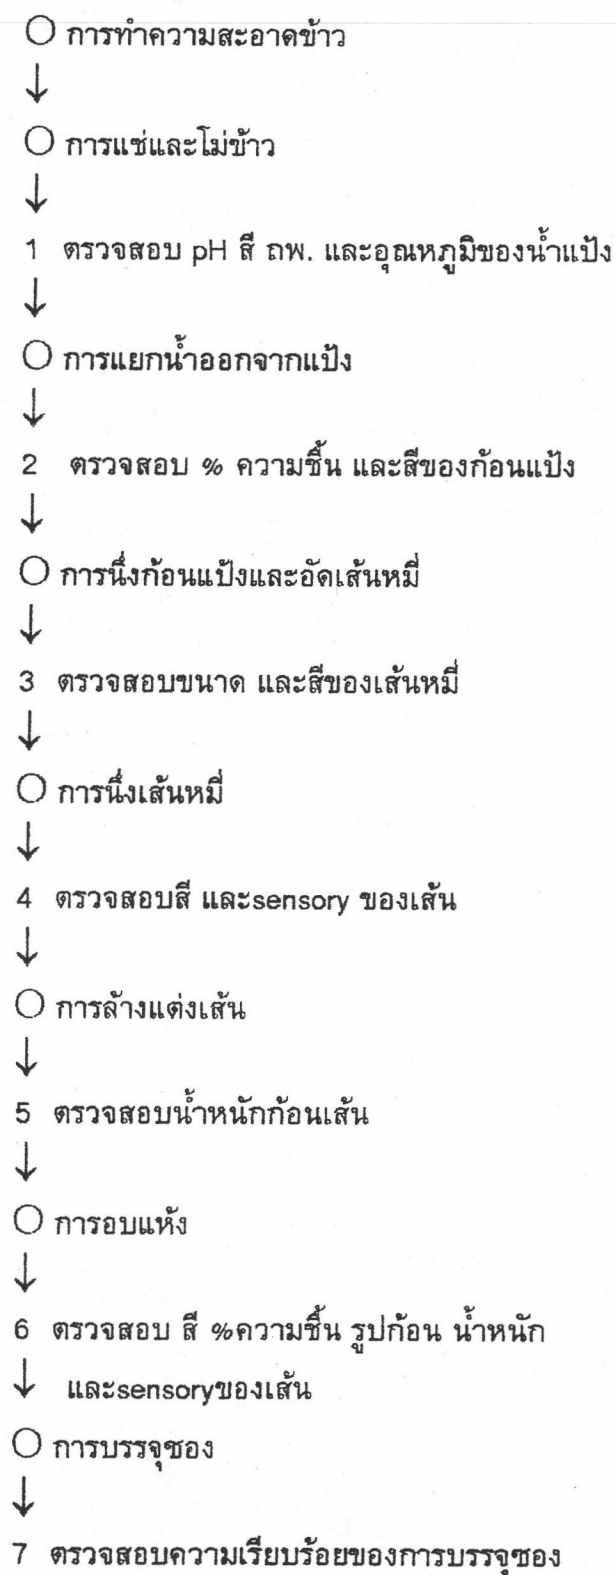 ○ การทำความสะอาดข้าว
↓
○ การแช่และโม่ข้าว
↓
1 ตรวจสอบ pH สี ถพ. และอุณหภูมิของน้ำแป้ง
↓
○ การแยกน้ำออกจากแป้ง
↓
2 ตรวจสอบ % ความชื้น และสีของก้อนแป้ง
↓
○ การนึ่งก้อนแป้งและอัดเส้นหมี่
↓
3 ตรวจสอบขนาด และสีของเส้นหมี่
↓
○ การนึ่งเส้นหมี่
↓
4 ตรวจสอบสี และsensory ของเส้น
↓
○ การล้างแต่งเส้น
↓
5 ตรวจสอบน้ำหนักก้อนเส้น
↓
○ การอบแห้ง
↓
6 ตรวจสอบ สี %ความชื้น รูปก้อน น้ำหนัก
↓ และsensoryของเส้น
○ การบรรจุซอง
↓
7 ตรวจสอบความเรียบร้อยของการบรรจุซอง